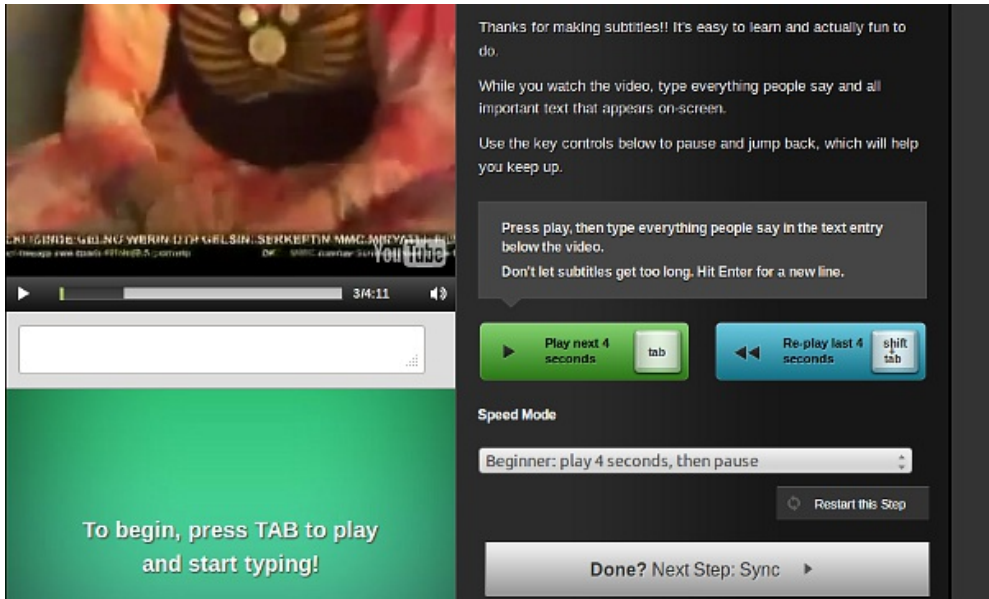 Thanks for making subtitles!! It's easy to learn and actually fun to
do.
While you watch the video, type everything people say and all
important text that appears on-screen.
Use the key controls below to pause and jump back, which will help
you keep up.
Press play, then type everything people say in the text entry
below the video.
Don't let subtitles get too long. Hit Enter for a new line.
GELSIN. SERKEFTIN MMC
YouTube
3/4:11
Play next 4
seconds
tab
Re-play last 4
seconds
shift
+
tab
Speed Mode
Beginner: play 4 seconds, then pause
Restart this Step
To begin, press TAB to play
and start typing!
Done? Next Step: Sync